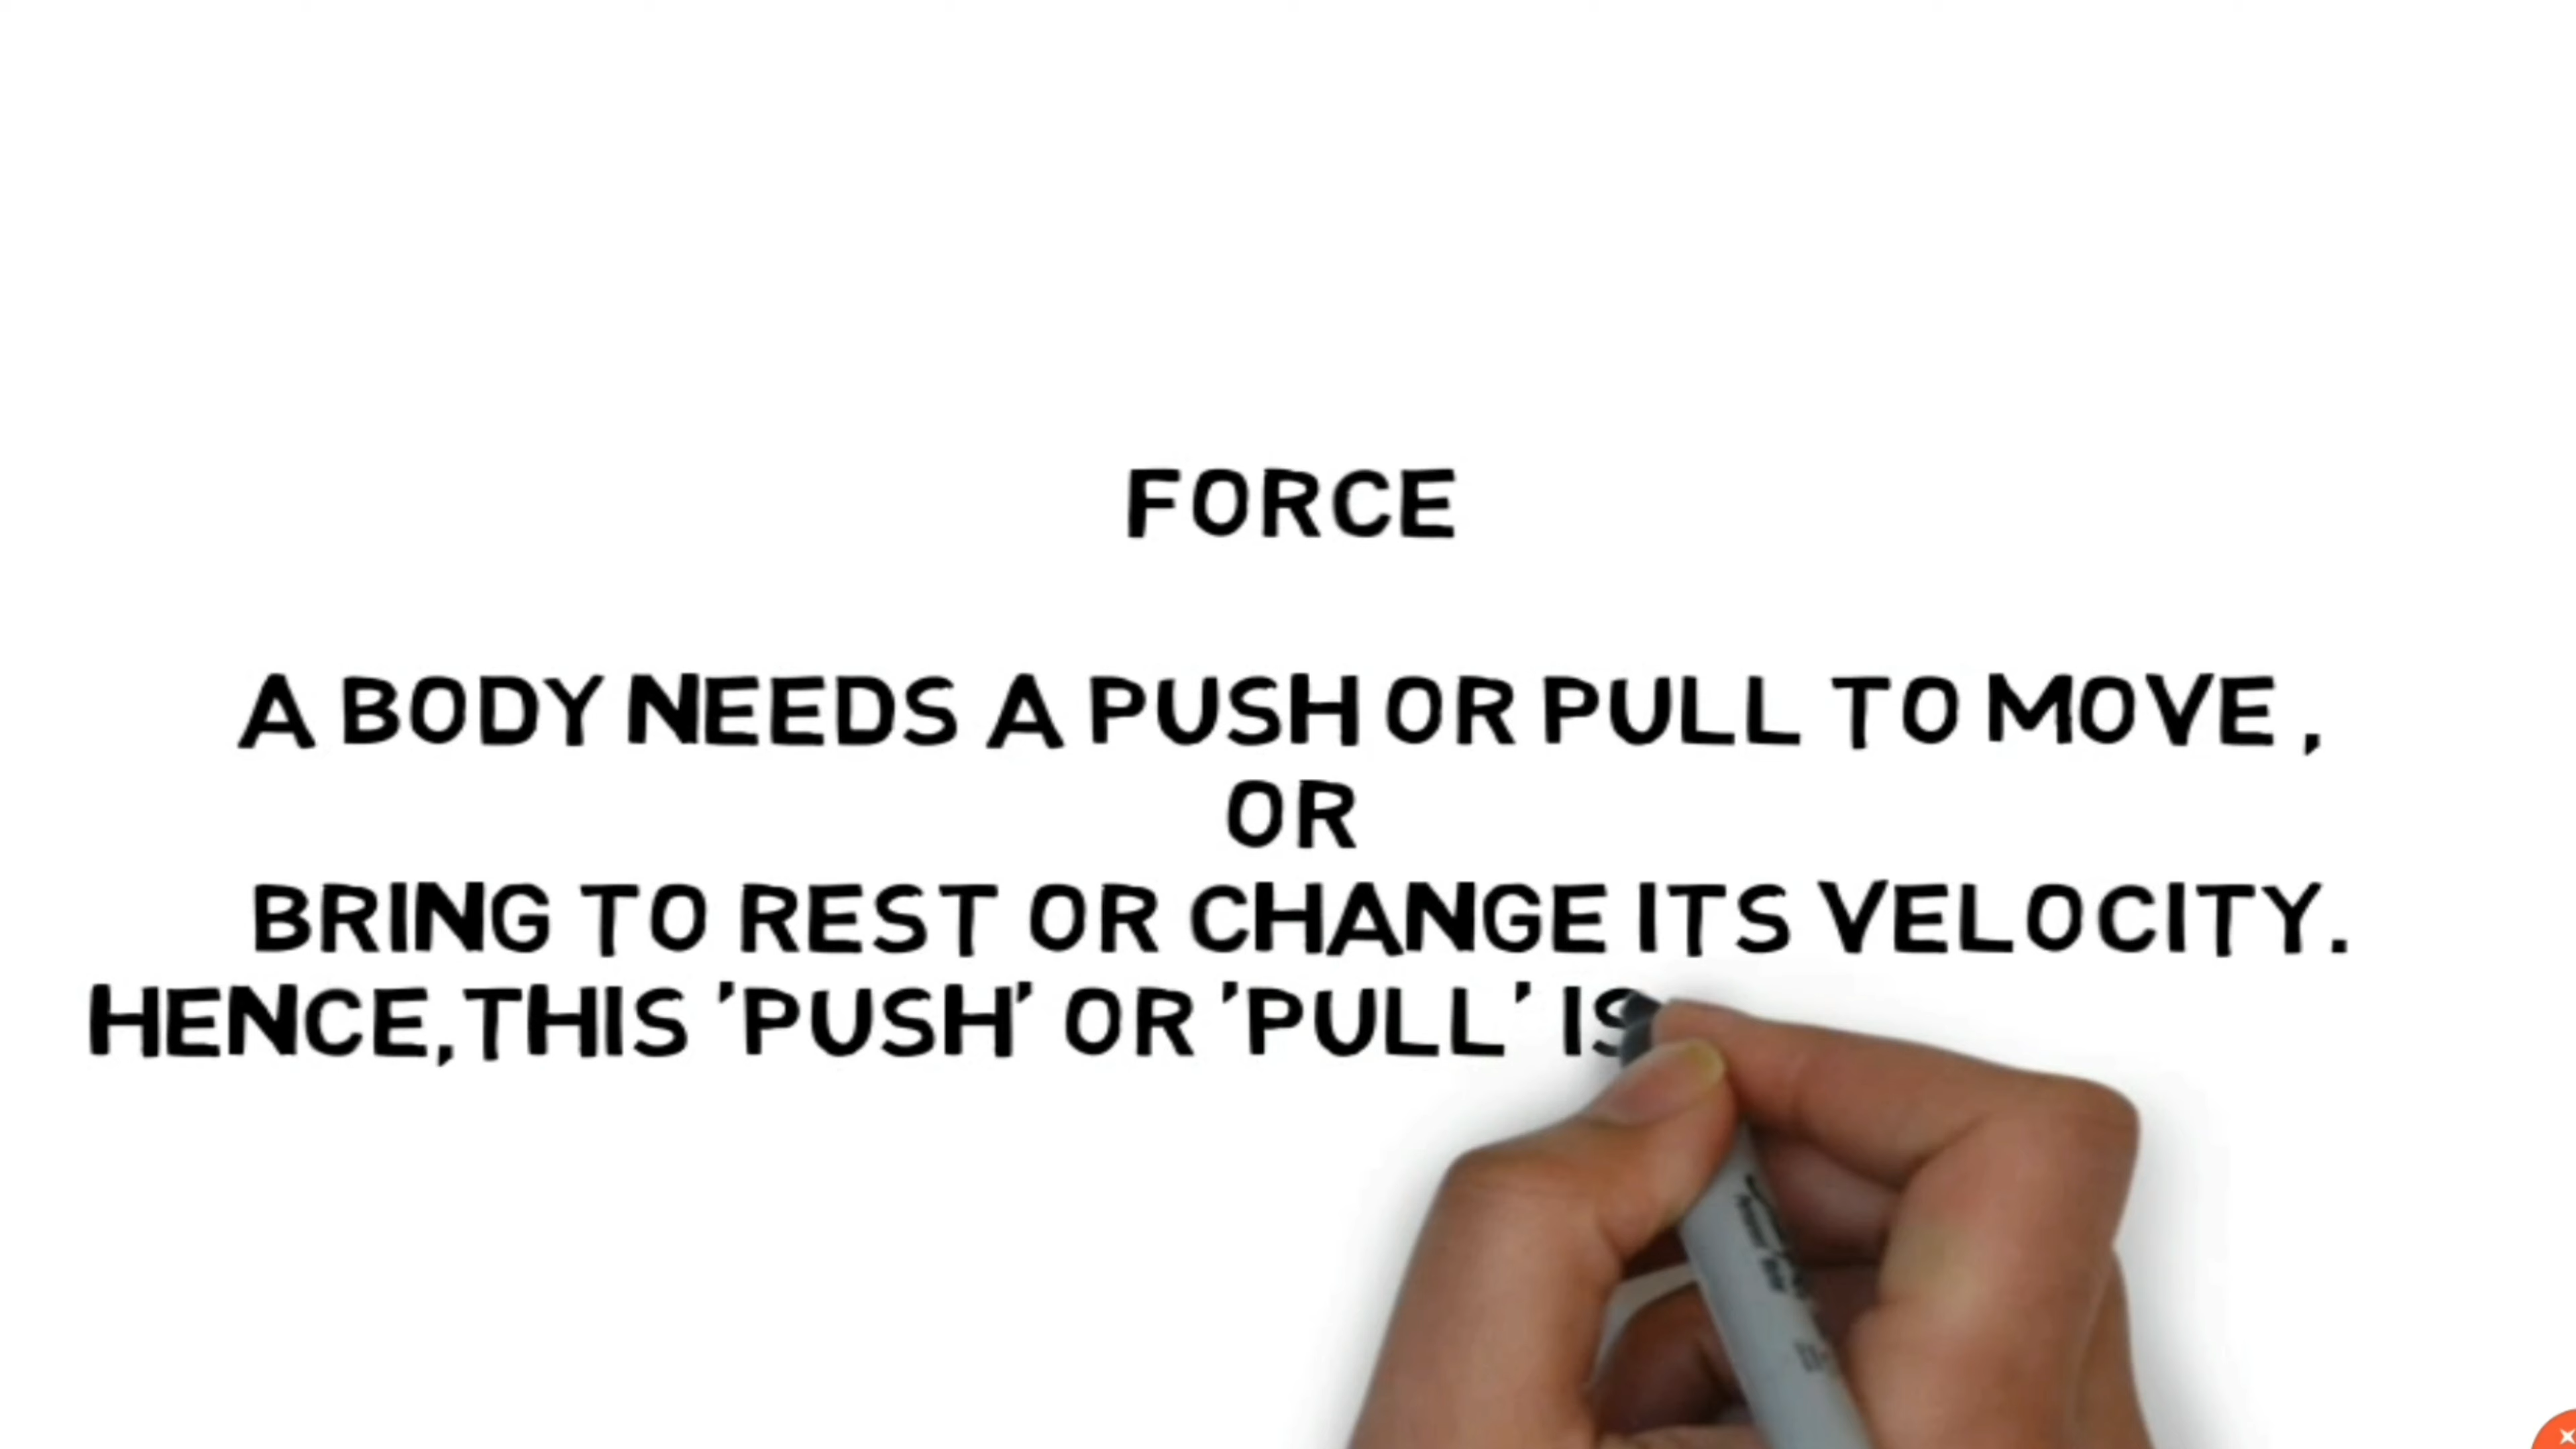 FORCE
A BODY NEEDS A PUSH OR PULL TO MOVE ,
OR
BRING TO REST OR CHANGE ITS VELOCITY.
HENCE,THIS 'PUSH' OR 'PULL' IS